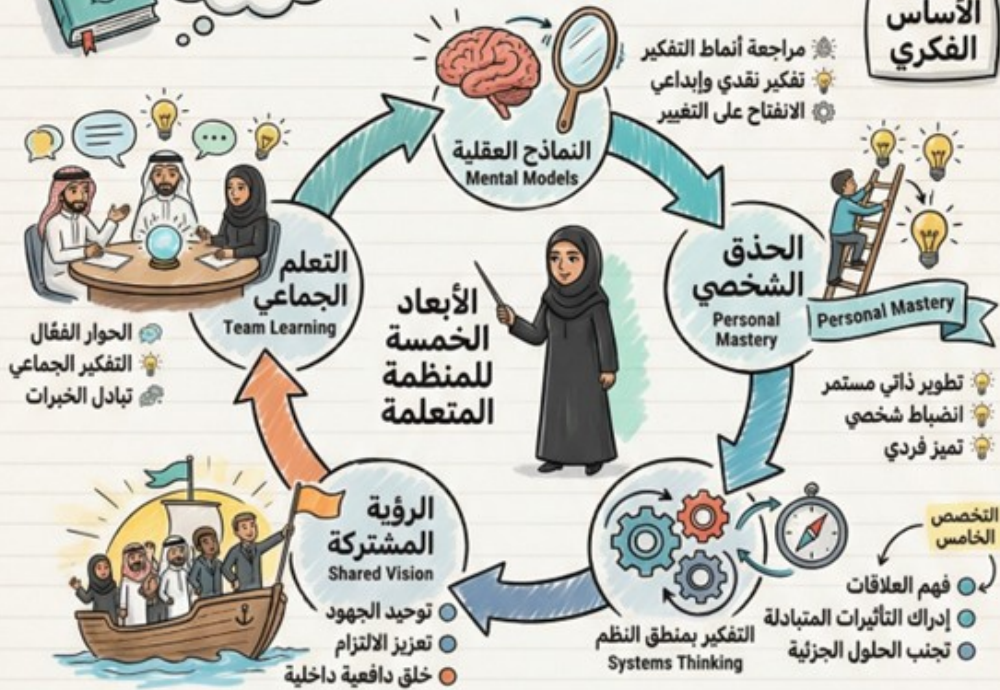 الأساس
الفكري
مراجعة أنماط التفكير
تفكير نقدي وإبداعي
الانفتاح على التغيير
النماذج العقلية
Mental Models
الحذق
الشخصي
Personal
Mastery
Personal Mastery
تطوير ذاتي مستمر
انضباط شخصي
تميز فردي
التعلم
الجماعي
Team Learning
الحوار الفعّال
التفكير الجماعي
تبادل الخبرات
الأبعاد
الخمسة
للمنظمة
المتعلمة
التخصص
الخامس
فهم العلاقات
إدراك التأثيرات المتبادلة
تجنب الحلول الجزئية
التفكير بمنطق النظم
Systems Thinking
الرؤية
المشتركة
Shared Vision
توحيد الجهود
تعزيز الالتزام
خلق دافعية داخلية